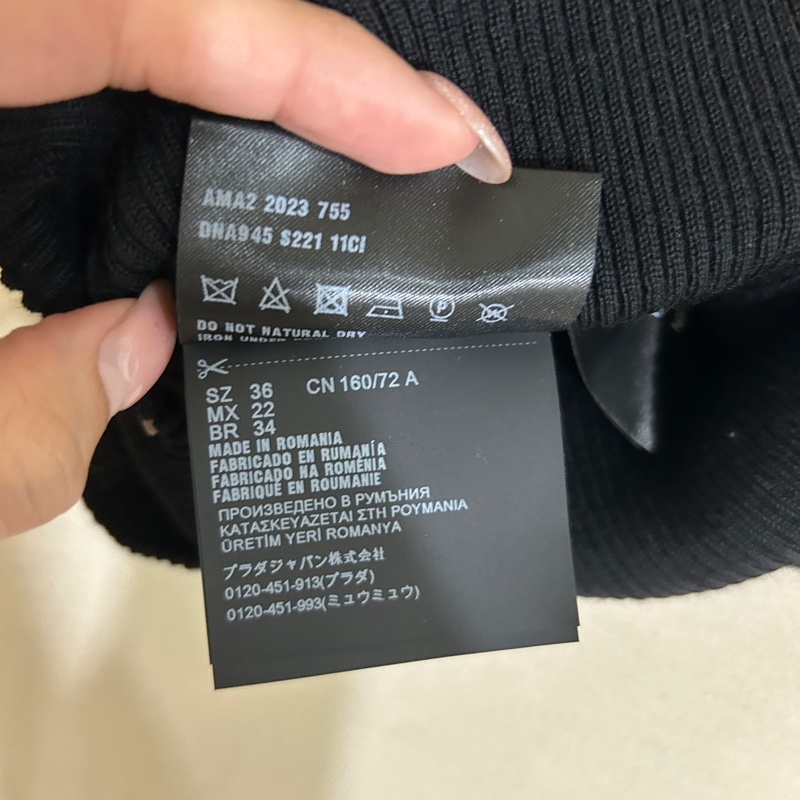 AMA2 2023 755
DNA945 S221 11CI
P
DO NOT NATURAL DRY
IRON UNDER
SZ 36 CN 160/72 A
MX 22
BR 34
MADE IN ROMANIA
FABRICADO EN RUMANÍA
FABRICADO NA ROMÉNIA
FABRIQUÉ EN ROUMANIE
ПРОИЗВЕДЕНО В РУМЪНИЯ
ΚΑΤΑΣΚΕΥΑΖΕΤΑΙ ΣΤΗ ΡΟΥΜΑΝΙΑ
ÜRETİM YERİ ROMANYA
プラダジャパン株式会社
0120-451-913(プラダ)
0120-451-993(ミュウミュウ)